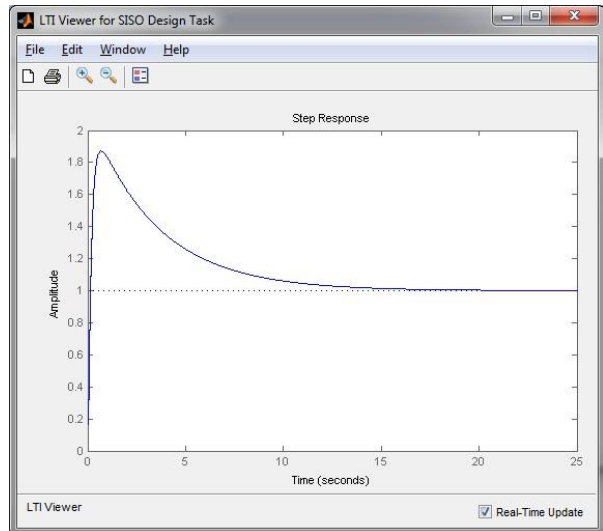 LTI Viewer for SISO Design Task
File Edit Window Help
Step Response
2
1.8
1.6
1.4
1.2
1
0.8
0.6
0.4
0.2
0
Amplitude
0 5 10 15 20 25
Time (seconds)
LTI Viewer
Real-Time Update